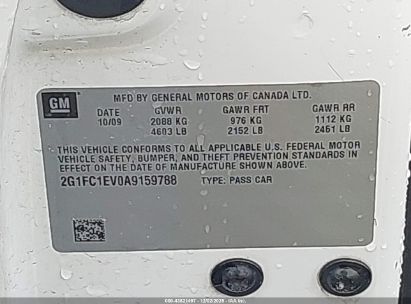 GM
MFD BY GENERAL MOTORS OF CANADA LTD.
DATE GVWR GAWR FRT GAWR RR
10/09 2088 KG 976 KG 1112 KG
4603 LB 2152 LB 2451 LB
THIS VEHICLE CONFORMS TO ALL APPLICABLE U.S. FEDERAL MOTOR
VEHICLE SAFETY, BUMPER, AND THEFT PREVENTION STANDARDS IN
EFFECT ON THE DATE OF MANUFACTURE SHOWN ABOVE.
2G1FC1EV0A9159788 TYPE: PASS CAR